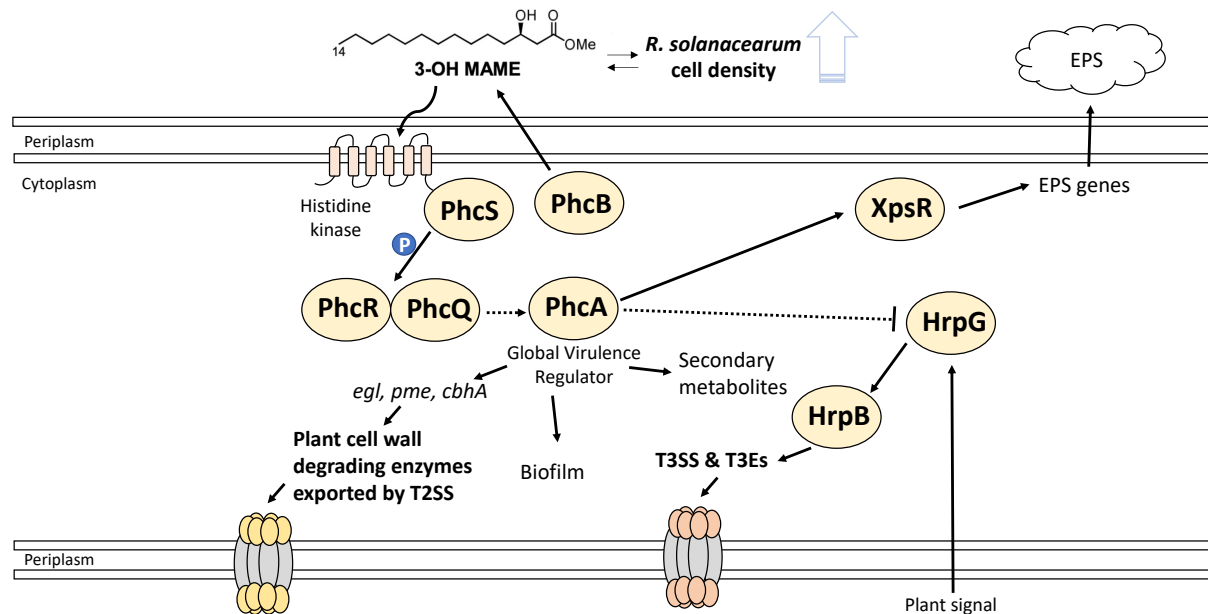 OH
O
OMe
14
3-OH MAME
R. solanacearum
cell density
EPS
Periplasm
Cytoplasm
Histidine
kinase
PhcS
PhcB
XpsR
EPS genes
P
PhcR
PhcQ
PhcA
HrpG
Global Virulence
Regulator
Secondary
metabolites
egl, pme, cbhA
HrpB
Plant cell wall
degrading enzymes
exported by T2SS
Biofilm
T3SS & T3Es
Periplasm
Plant signal